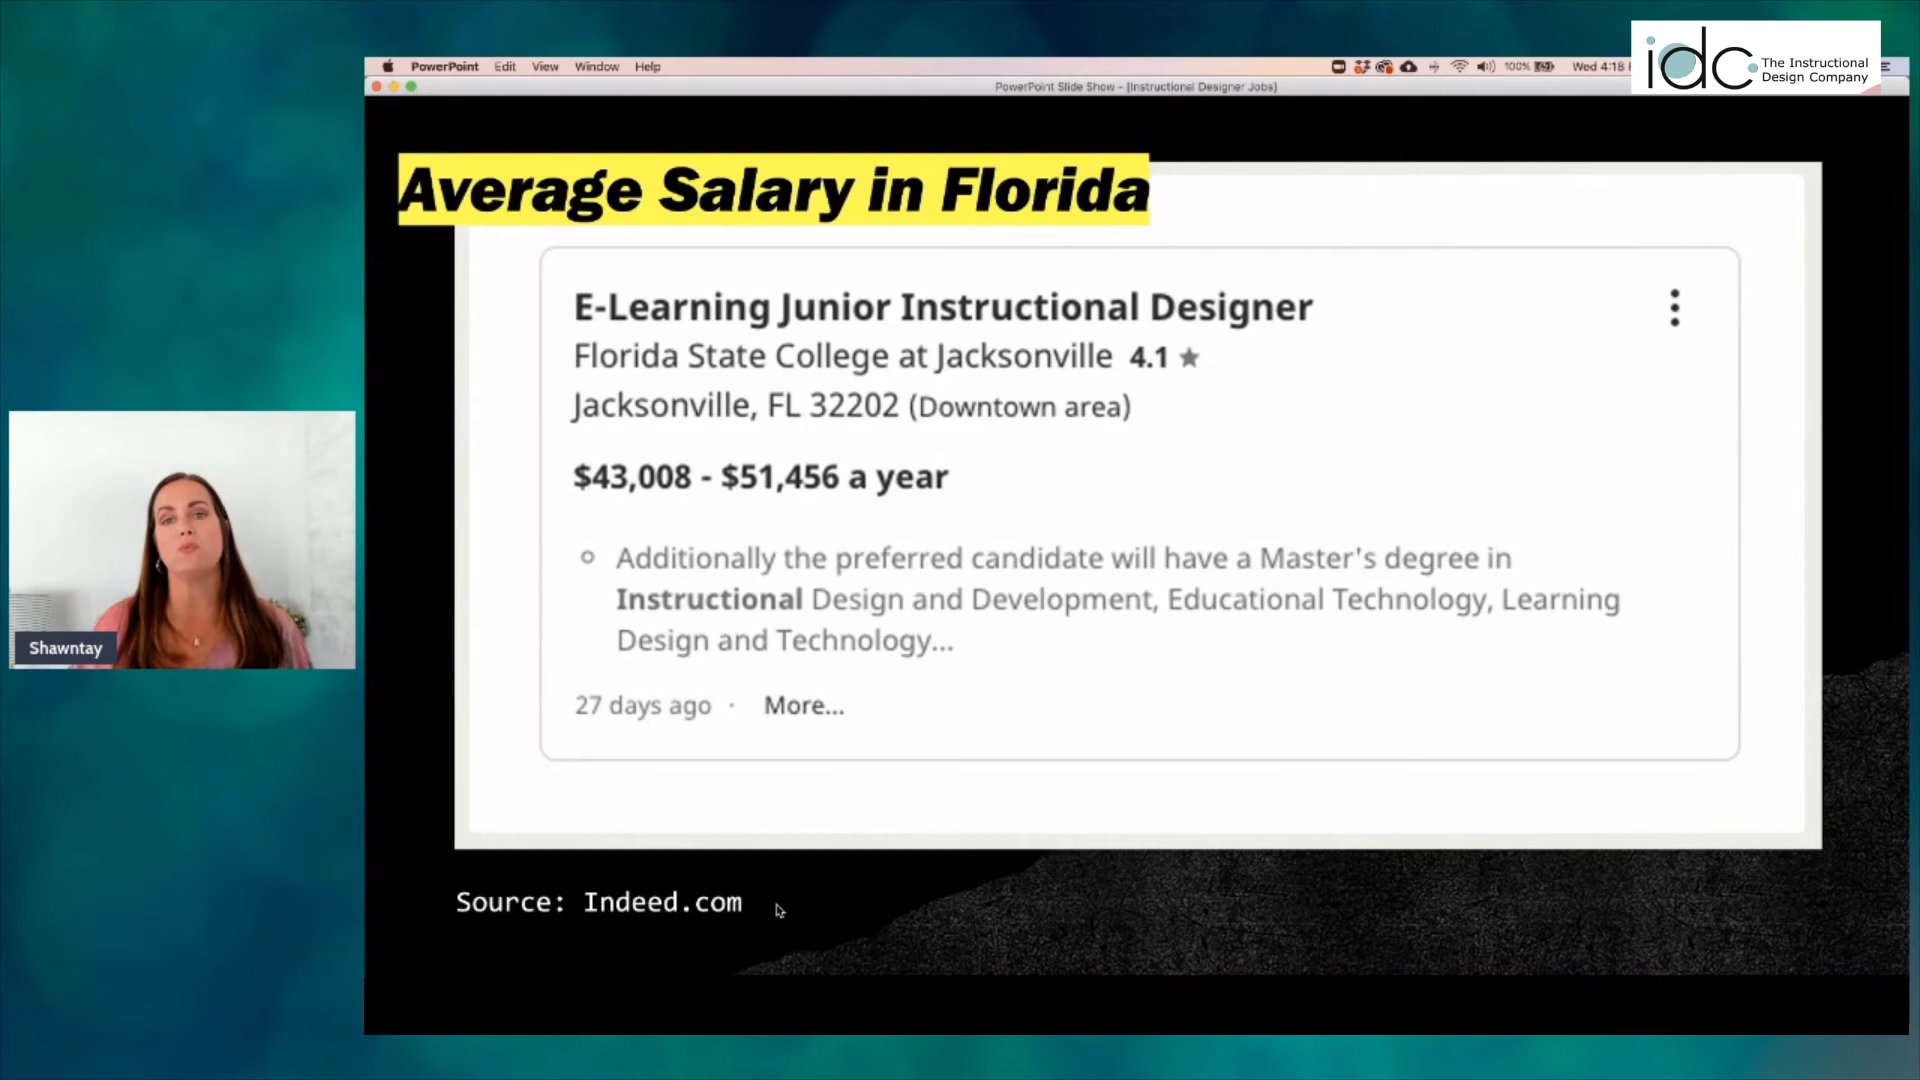 idc The Instructional
Design Company
PowerPoint Edit View Window Help
100% Wed 4:18
PowerPoint Slide Show - [Instructional Designer Jobs]
Average Salary in Florida
E-Learning Junior Instructional Designer
Florida State College at Jacksonville 4.1 ★
Jacksonville, FL 32202 (Downtown area)
$43,008 - $51,456 a year
Additionally the preferred candidate will have a Master's degree in
Instructional Design and Development, Educational Technology, Learning
Design and Technology...
27 days ago · More...
Shawntay
Source: Indeed.com